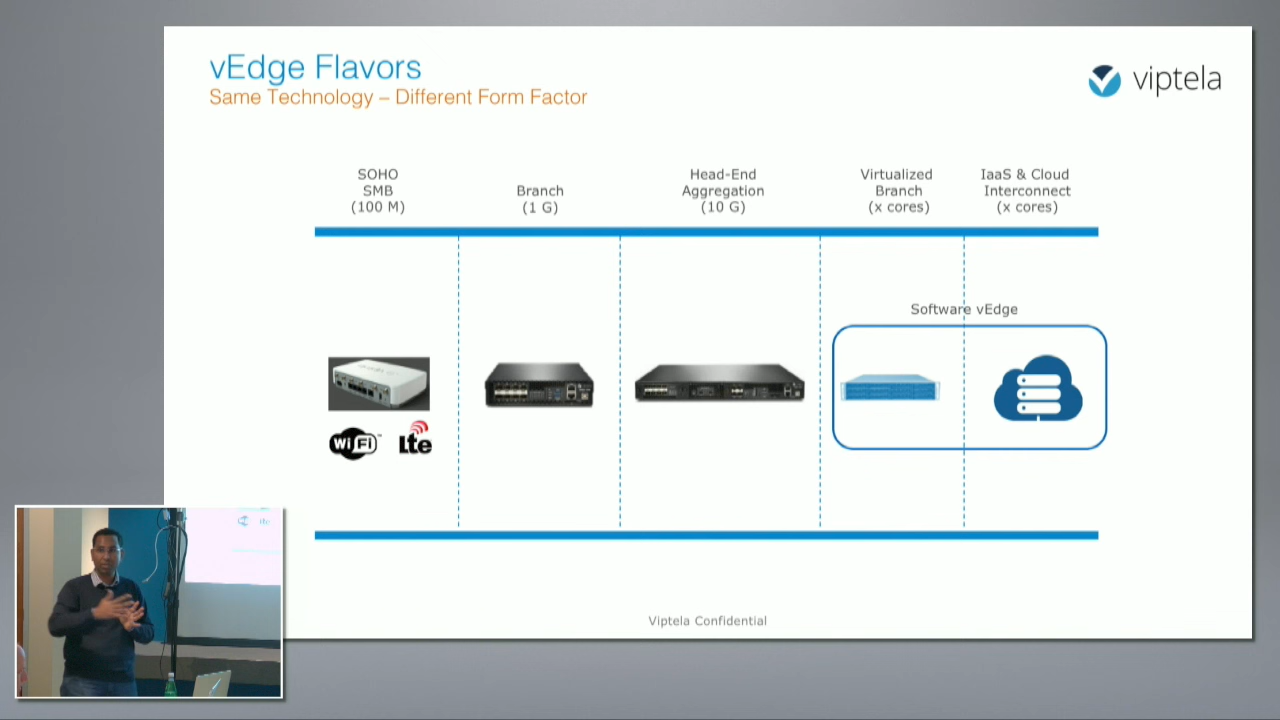 vEdge Flavors
Same Technology – Different Form Factor
viptela
SOHO
SMB
(100 M)
Branch
(1 G)
Head-End
Aggregation
(10 G)
Virtualized
Branch
(x cores)
IaaS & Cloud
Interconnect
(x cores)
Software vEdge
WiFi™
Lte
Viptela Confidential